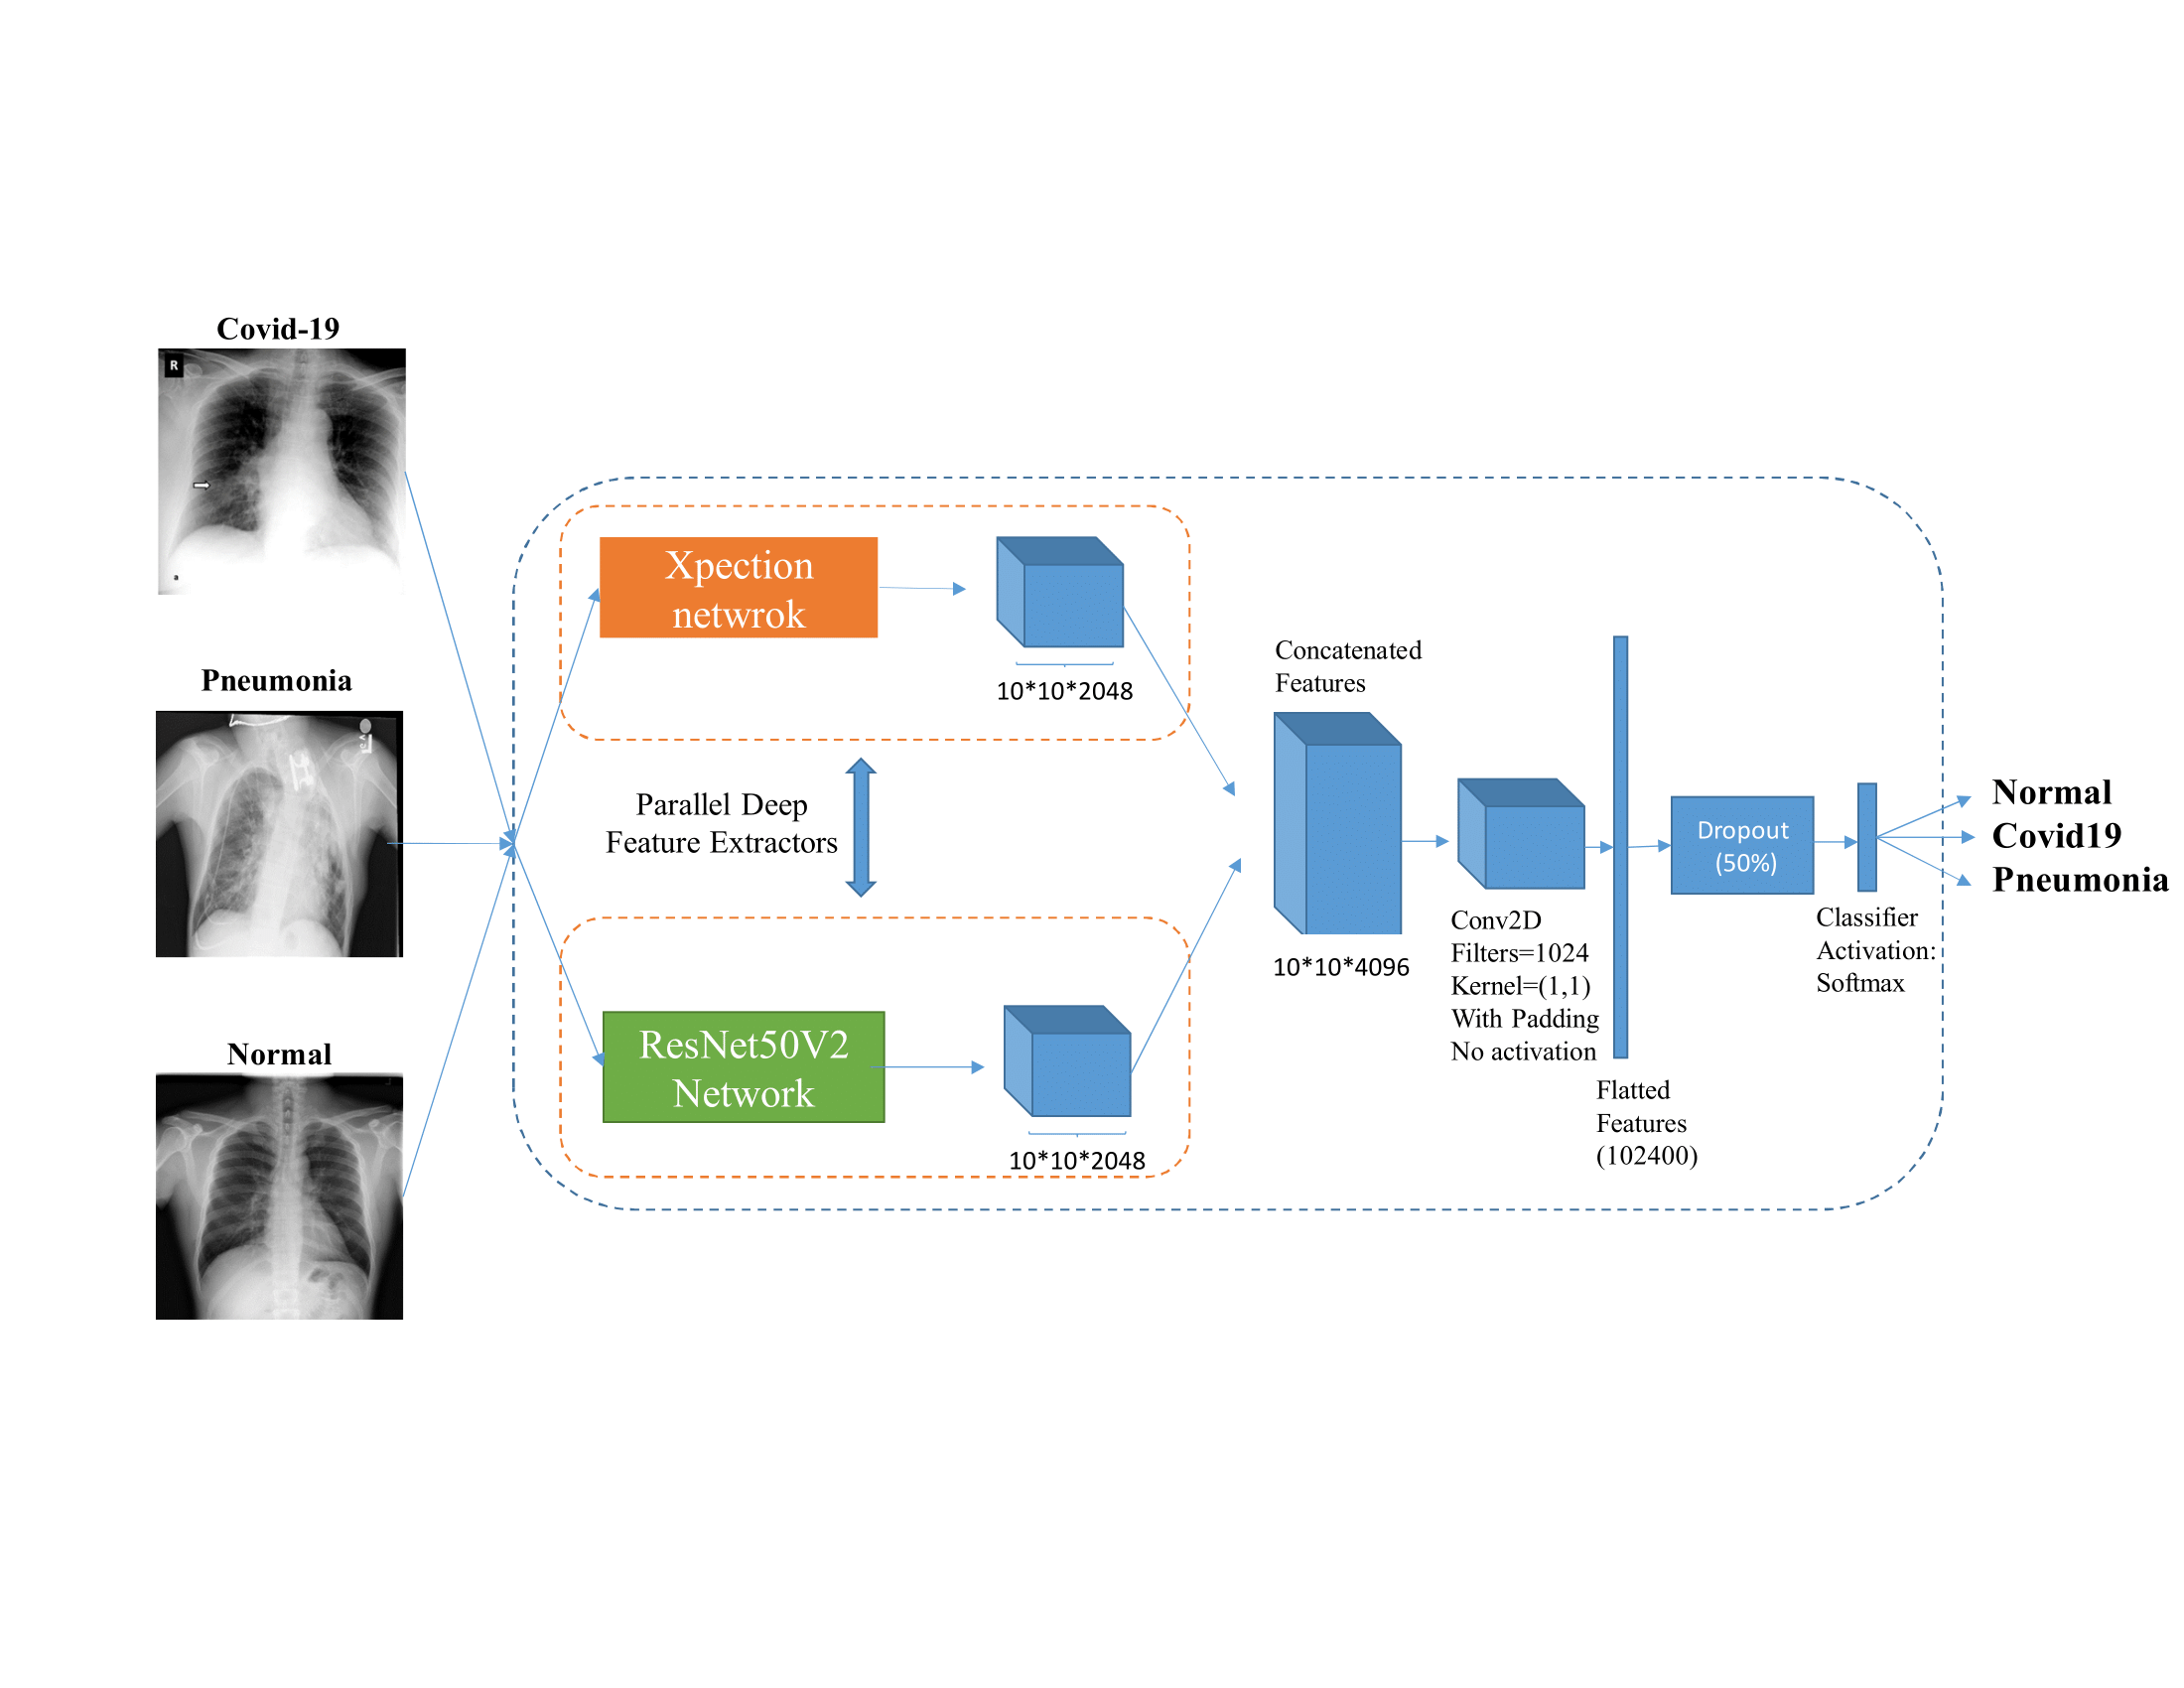 Covid-19
R
a
Pneumonia
Normal
Xpection
netwrok
10*10*2048
Parallel Deep
Feature Extractors
ResNet50V2
Network
10*10*2048
Concatenated
Features
10*10*4096
Conv2D
Filters=1024
Kernel=(1,1)
With Padding
No activation
Flatted
Features
(102400)
Dropout
(50%)
Classifier
Activation:
Softmax
Normal
Covid19
Pneumonia